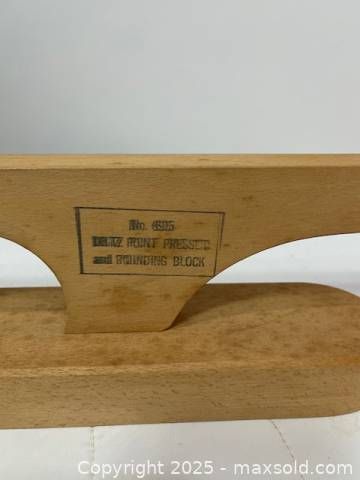 No.
POINT PRESSER
and POUNDING BLOCK
Copyright © 2025 - maxsold.com